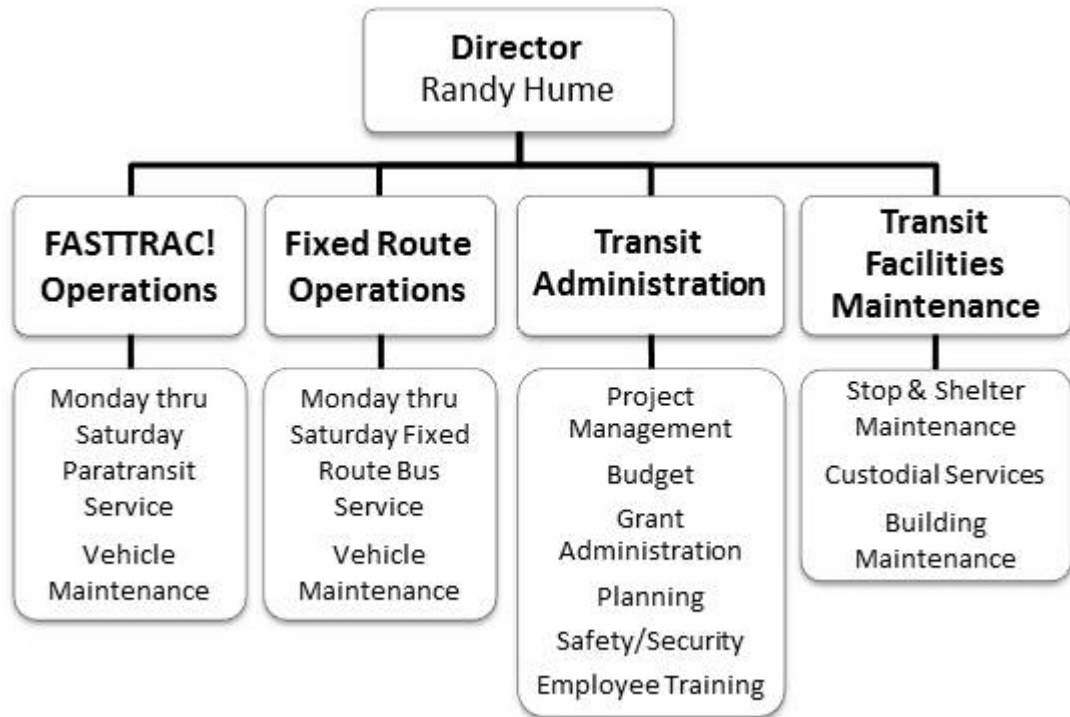 Director
Randy Hume
FASTTRAC!
Operations
Monday thru
Saturday
Paratransit
Service
Vehicle
Maintenance
Fixed Route
Operations
Monday thru
Saturday Fixed
Route Bus
Service
Vehicle
Maintenance
Transit
Administration
Project
Management
Budget
Grant
Administration
Planning
Safety/Security
Employee Training
Transit
Facilities
Maintenance
Stop & Shelter
Maintenance
Custodial Services
Building
Maintenance